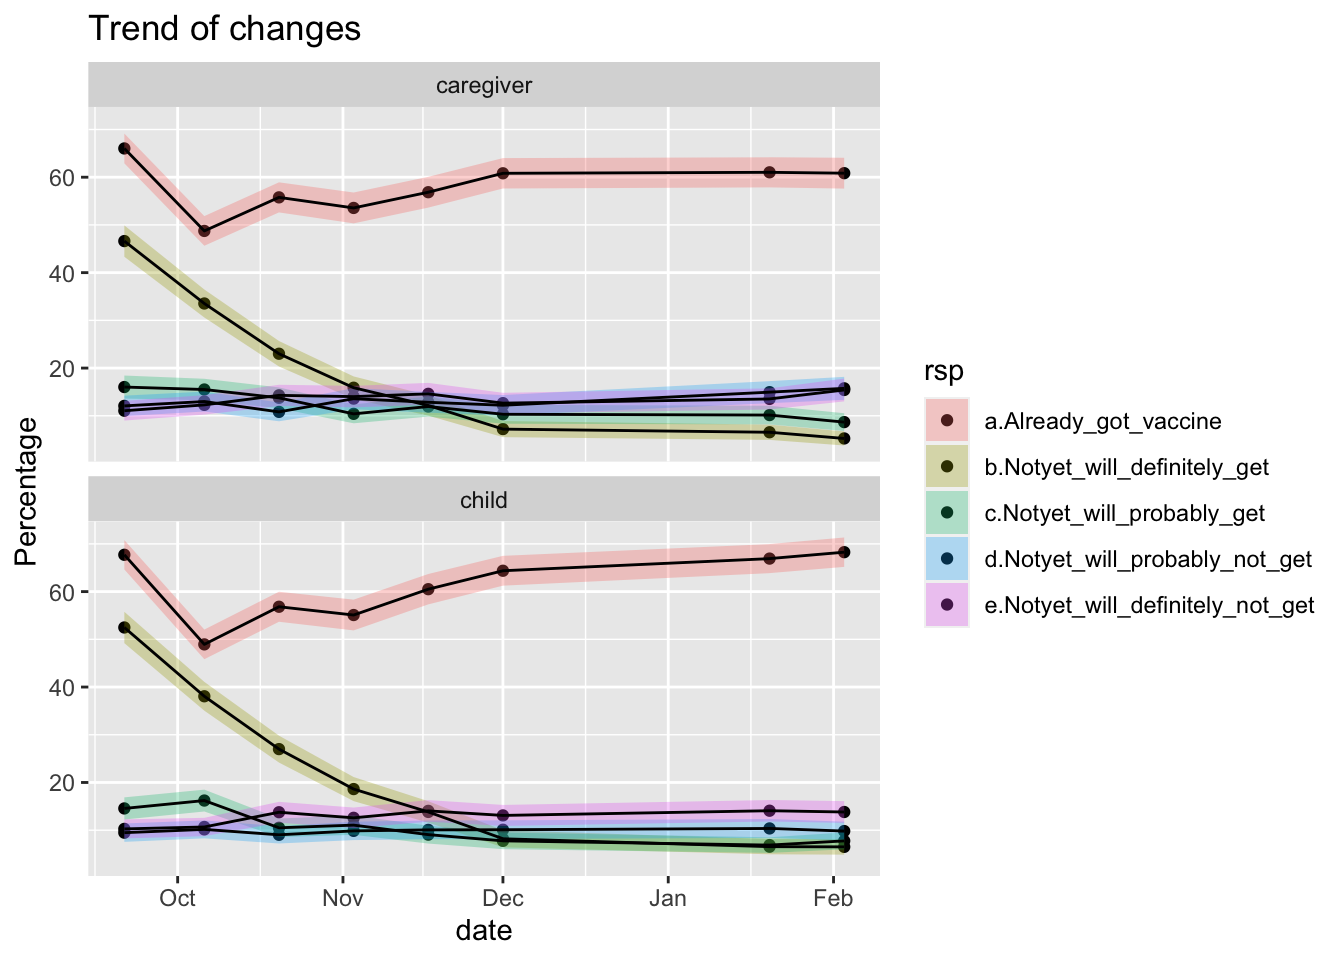 Trend of changes
caregiver
60
40
20
child
60
40
20
Oct Nov Dec Jan Feb
date
Percentage
rsp
a.Already_got_vaccine
b.Notyet_will_definitely_get
c.Notyet_will_probably_get
d.Notyet_will_probably_not_get
e.Notyet_will_definitely_not_get